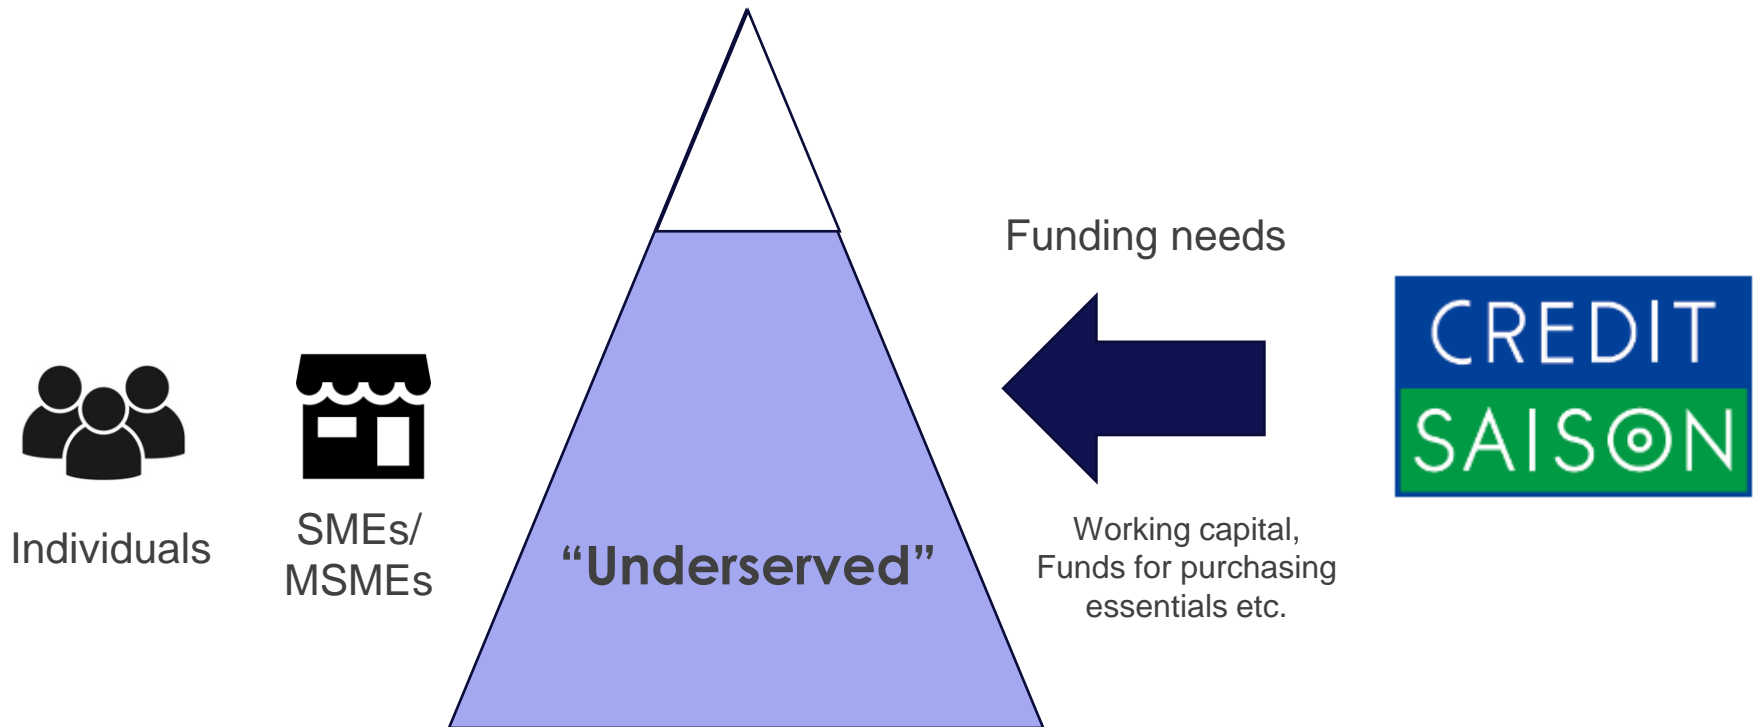 Individuals
SMEs/
MSMEs
“Underserved”
Funding needs
Working capital,
Funds for purchasing
essentials etc.
CREDIT
SAISON